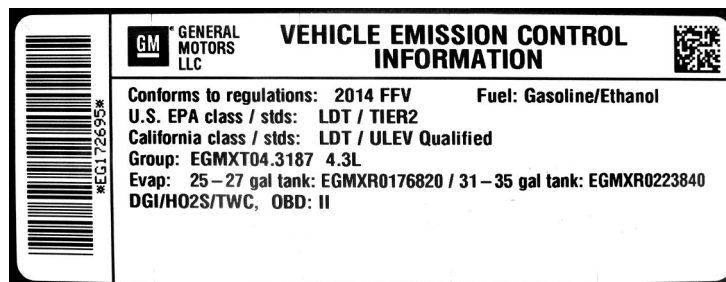 *EG172695*
GM
GENERAL
MOTORS
LLC
VEHICLE EMISSION CONTROL
INFORMATION
Conforms to regulations: 2014 FFV Fuel: Gasoline/Ethanol
U.S. EPA class / stds: LDT / TIER2
California class / stds: LDT / ULEV Qualified
Group: EGMXT04.3187 4.3L
Evap: 25–27 gal tank: EGMXR0176820 / 31–35 gal tank: EGMXR0223840
DGI/HO2S/TWC, OBD: II